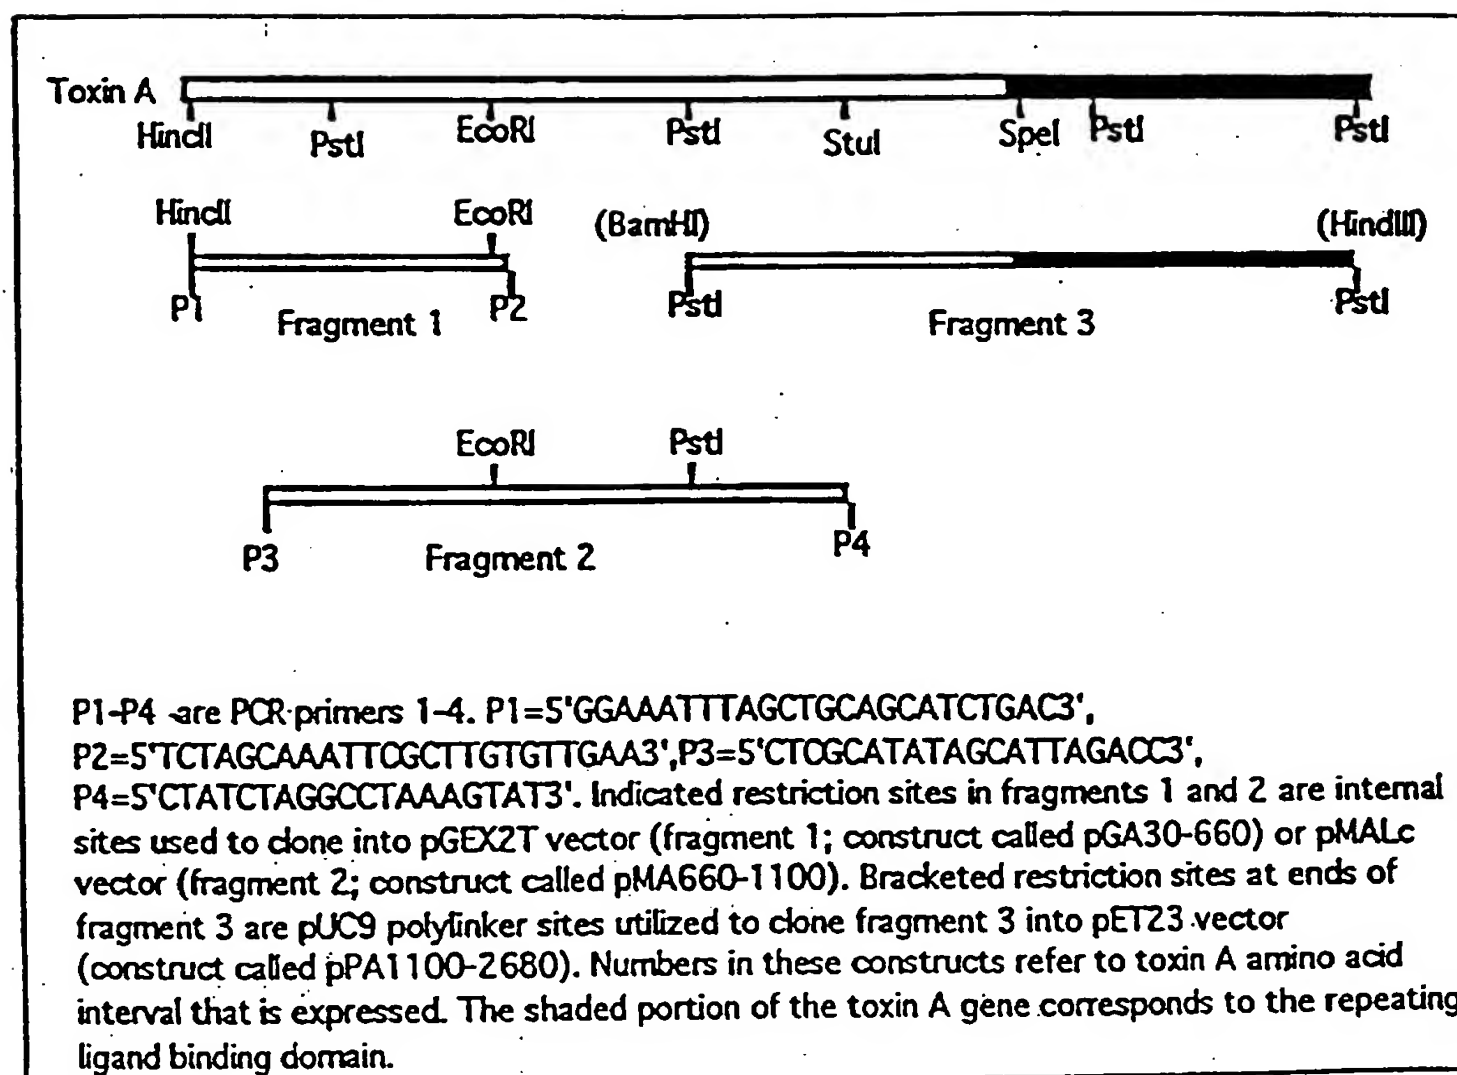 Toxin A
HincII PstI EcoRI PstI StuI SpeI PstI PstI
HincII EcoRI (BamHI) (HindIII)
P1 Fragment 1 P2 PstI Fragment 3 PstI
EcoRI PstI
P3 Fragment 2 P4
P1-P4 are PCR primers 1-4. P1=5'GGAAATTTAGCTGCAGCATCTGAC3',
P2=5'TCTAGCAAATTCGCTTGTGTTGAA3',P3=5'CTCGCATATAGCATTAGACC3',
P4=5'CTATCTAGGCCTAAAGTAT3'. Indicated restriction sites in fragments 1 and 2 are internal
sites used to clone into pGEX2T vector (fragment 1; construct called pGA30-660) or pMALc
vector (fragment 2; construct called pMA660-1100). Bracketed restriction sites at ends of
fragment 3 are pUC9 polylinker sites utilized to clone fragment 3 into pET23 vector
(construct called pPA1100-2680). Numbers in these constructs refer to toxin A amino acid
interval that is expressed. The shaded portion of the toxin A gene corresponds to the repeating
ligand binding domain.